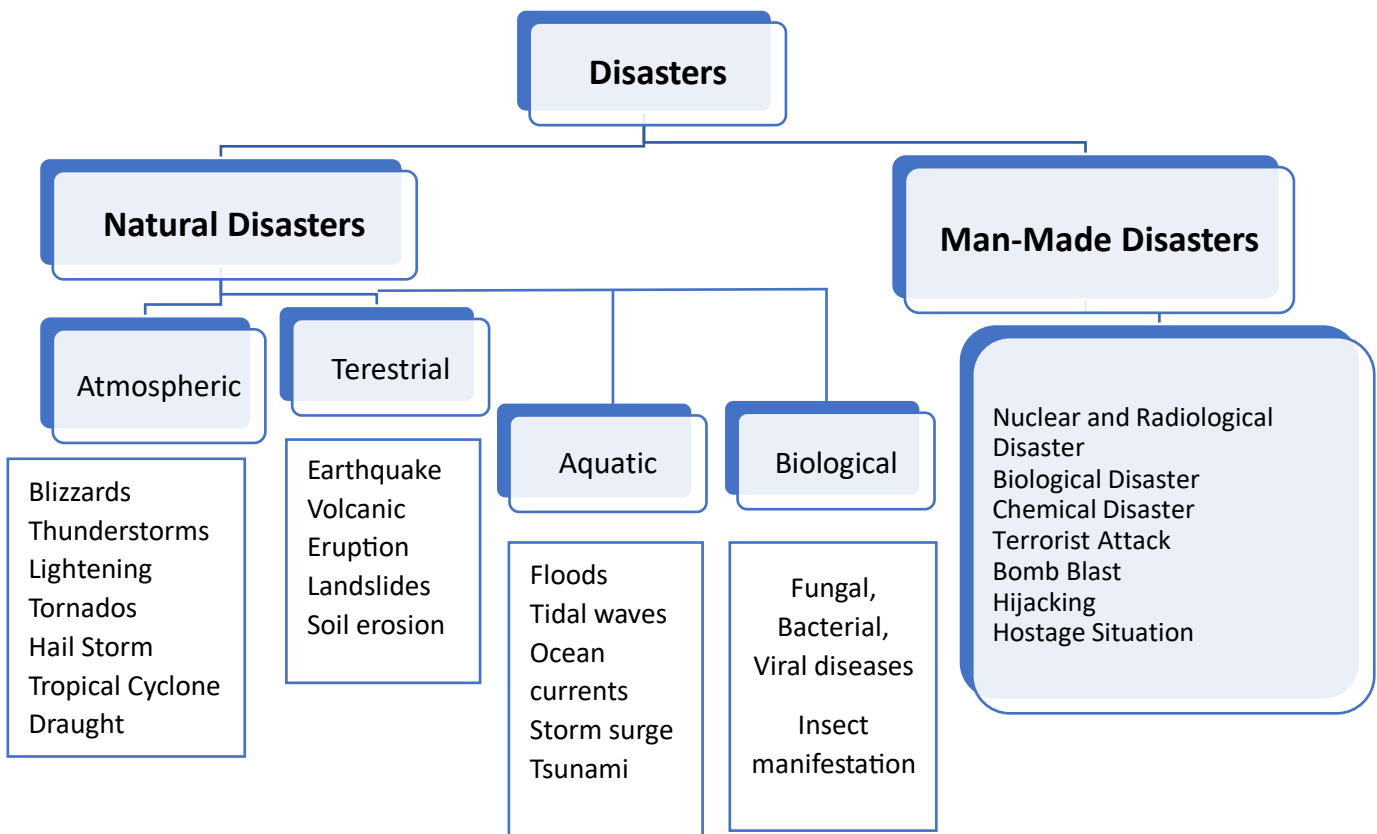 Disasters
Natural Disasters
Man-Made Disasters
Atmospheric
Terestrial
Aquatic
Biological
Blizzards
Thunderstorms
Lightening
Tornados
Hail Storm
Tropical Cyclone
Draught
Earthquake
Volcanic
Eruption
Landslides
Soil erosion
Floods
Tidal waves
Ocean
currents
Storm surge
Tsunami
Fungal,
Bacterial,
Viral diseases
Insect
manifestation
Nuclear and Radiological
Disaster
Biological Disaster
Chemical Disaster
Terrorist Attack
Bomb Blast
Hijacking
Hostage Situation